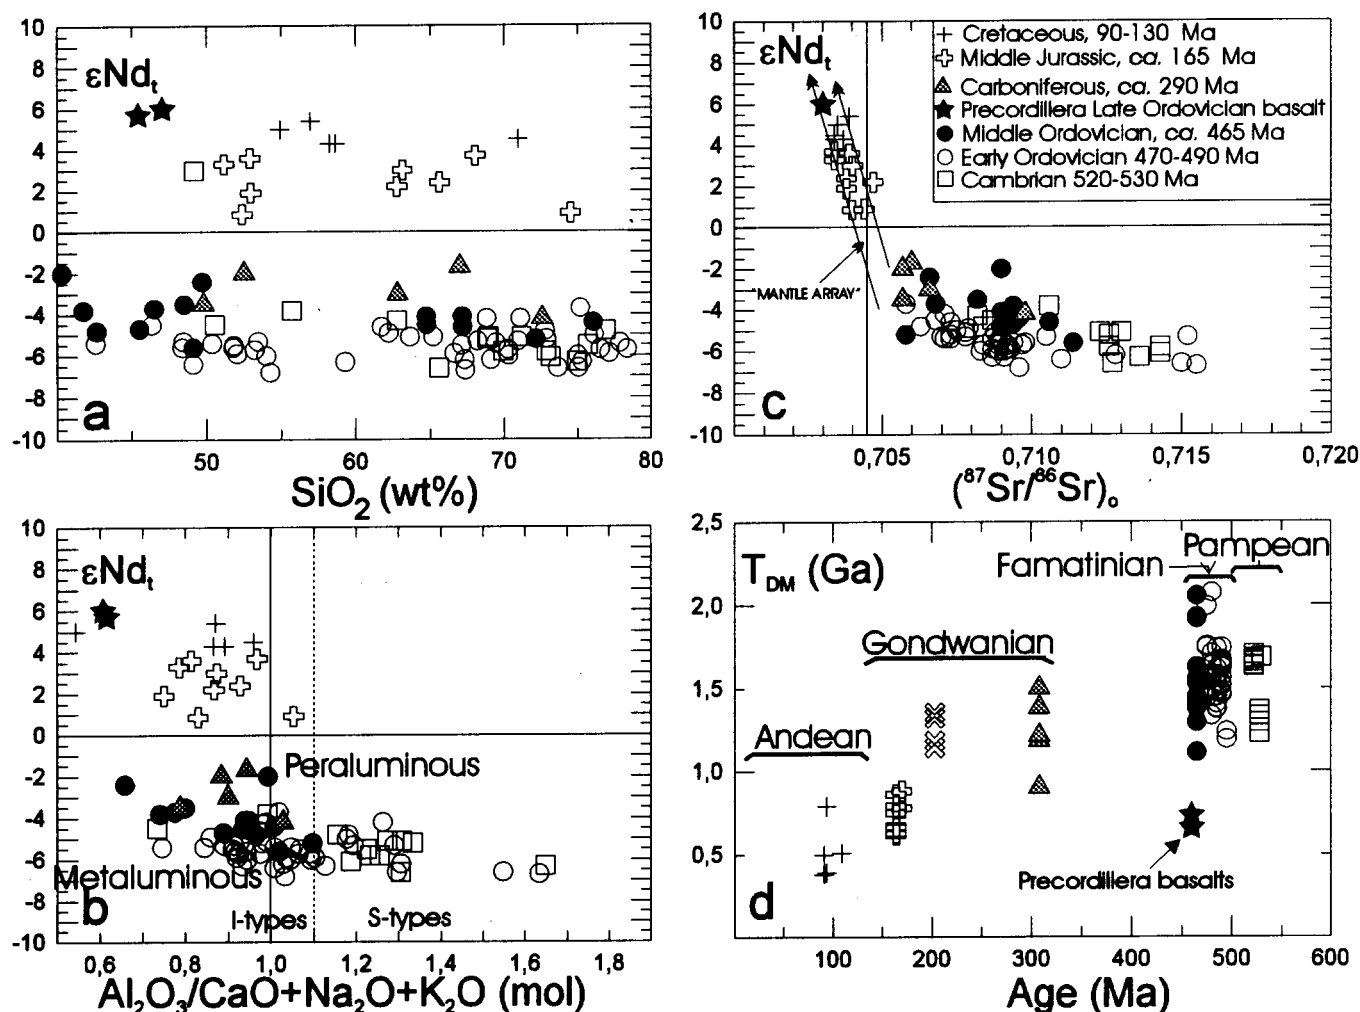 10
8
6
4
2
0
-2
-4
-6
-8
-10
εNdt
a
50
60
70
80
SiO2 (wt%)
10
8
6
4
2
0
-2
-4
-6
-8
-10
εNdt
+ Cretaceous, 90-130 Ma
Middle Jurassic, ca. 165 Ma
Carboniferous, ca. 290 Ma
Precordillera Late Ordovician basalt
Middle Ordovician, ca. 465 Ma
Early Ordovician 470-490 Ma
Cambrian 520-530 Ma
"MANTLE ARRAY"
c
0,705
0,710
0,715
0,720
(87Sr/86Sr)o
10
8
6
4
2
0
-2
-4
-6
-8
-10
εNdt
Peraluminous
Metaluminous
b
I-types
S-types
0,6
0,8
1,0
1,2
1,4
1,6
1,8
Al2O3/CaO+Na2O+K2O (mol)
2,5
2,0
1,5
1,0
0,5
TDM (Ga)
Pampean
Famatinian
Gondwanian
Andean
Precordillera basalts
d
100
200
300
400
500
600
Age (Ma)